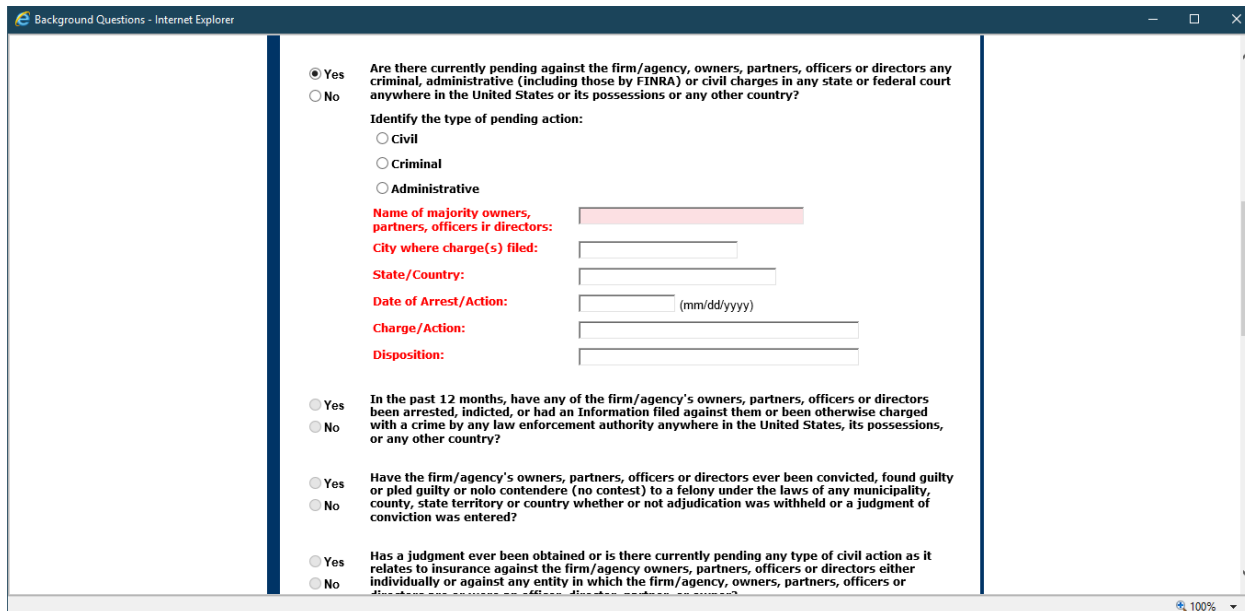 Background Questions - Internet Explorer
Yes
No
Are there currently pending against the firm/agency, owners, partners, officers or directors any
criminal, administrative (including those by FINRA) or civil charges in any state or federal court
anywhere in the United States or its possessions or any other country?
Identify the type of pending action:
Civil
Criminal
Administrative
Name of majority owners,
partners, officers ir directors:
City where charge(s) filed:
State/Country:
Date of Arrest/Action: (mm/dd/yyyy)
Charge/Action:
Disposition:
Yes
No
In the past 12 months, have any of the firm/agency's owners, partners, officers or directors
been arrested, indicted, or had an Information filed against them or been otherwise charged
with a crime by any law enforcement authority anywhere in the United States, its possessions,
or any other country?
Yes
No
Have the firm/agency's owners, partners, officers or directors ever been convicted, found guilty
or pled guilty or nolo contendere (no contest) to a felony under the laws of any municipality,
county, state territory or country whether or not adjudication was withheld or a judgment of
conviction was entered?
Yes
No
Has a judgment ever been obtained or is there currently pending any type of civil action as it
relates to insurance against the firm/agency owners, partners, officers or directors either
individually or against any entity in which the firm/agency, owners, partners, officers or
directors are or were an officer, director, partner, or owner?
100%